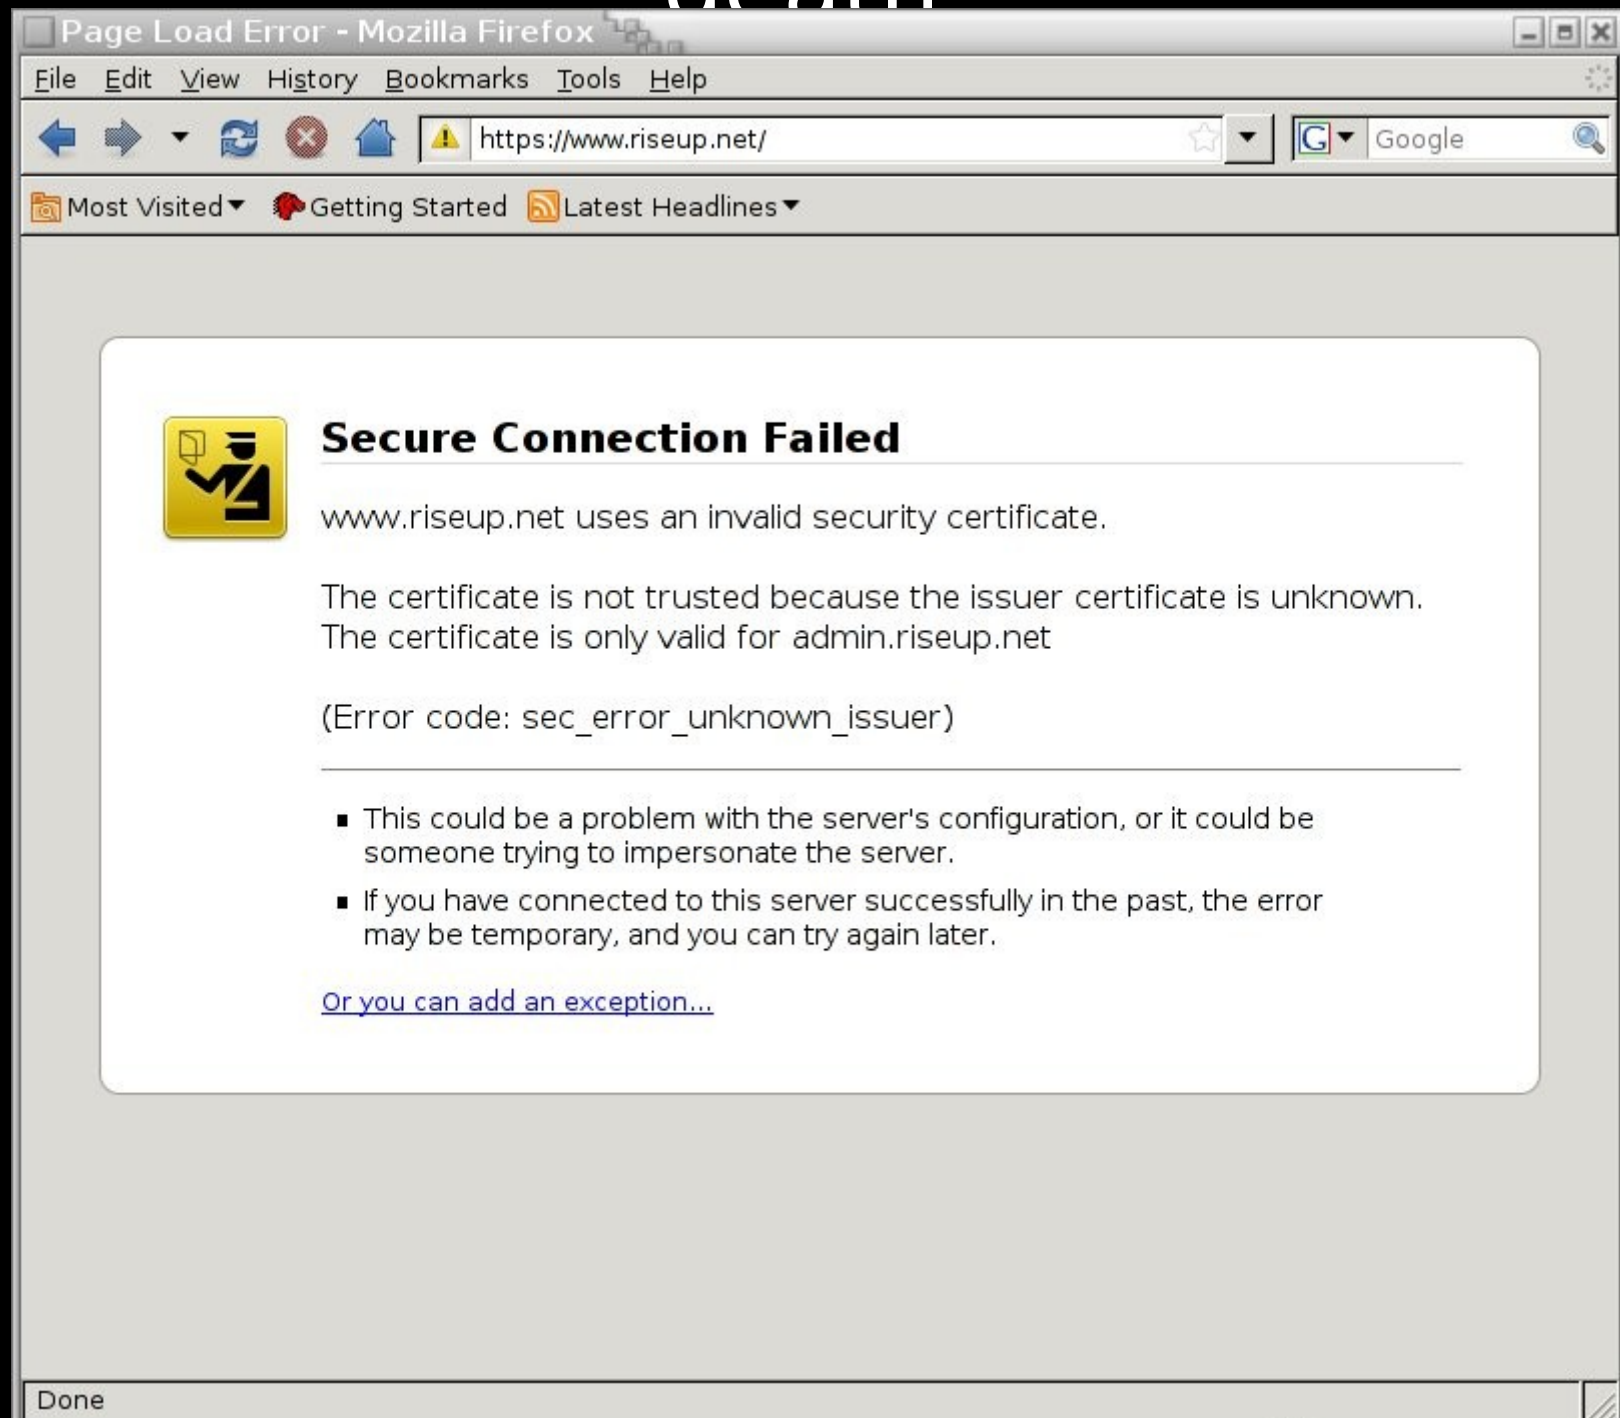 Page Load Error - Mozilla Firefox
File Edit View History Bookmarks Tools Help
https://www.riseup.net/ Google
Most Visited Getting Started Latest Headlines
Secure Connection Failed
www.riseup.net uses an invalid security certificate.
The certificate is not trusted because the issuer certificate is unknown.
The certificate is only valid for admin.riseup.net
(Error code: sec_error_unknown_issuer)
This could be a problem with the server's configuration, or it could be
someone trying to impersonate the server.
If you have connected to this server successfully in the past, the error
may be temporary, and you can try again later.
Or you can add an exception...
Done